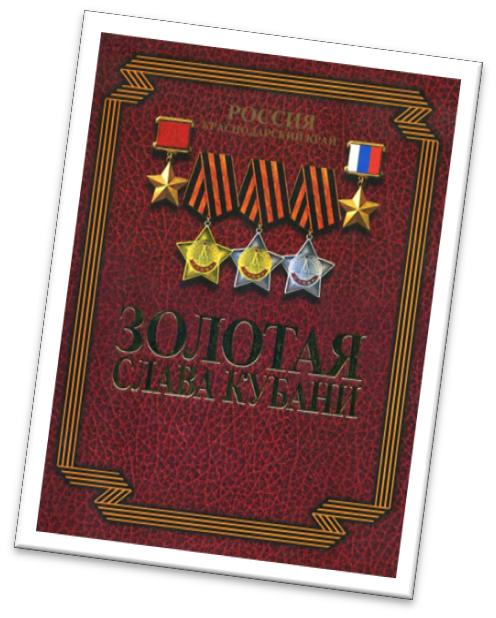 РОССИЯ
КРАСНОДАРСКИЙ КРАЙ
ЗОЛОТАЯ
СЛАВА КУБАНИ